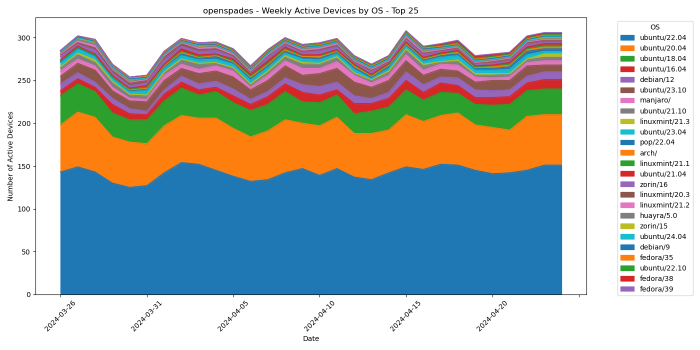 openspades - Weekly Active Devices by OS - Top 25
Number of Active Devices
300
250
200
150
100
50
0
2024-03-26
2024-03-31
2024-04-05
2024-04-10
2024-04-15
2024-04-20
Date
OS
ubuntu/22.04
ubuntu/20.04
ubuntu/18.04
ubuntu/16.04
debian/12
ubuntu/23.10
manjaro/
ubuntu/21.10
linuxmint/21.3
ubuntu/23.04
pop/22.04
arch/
linuxmint/21.1
ubuntu/21.04
zorin/16
linuxmint/20.3
linuxmint/21.2
huayra/5.0
zorin/15
ubuntu/24.04
debian/9
fedora/35
ubuntu/22.10
fedora/38
fedora/39